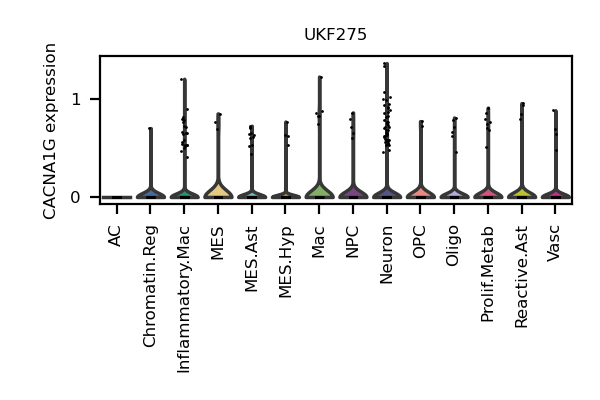 UKF275
CACNA1G expression
1
0
AC
Chromatin.Reg
Inflammatory.Mac
MES
MES.Ast
MES.Hyp
Mac
NPC
Neuron
OPC
Oligo
Prolif.Metab
Reactive.Ast
Vasc